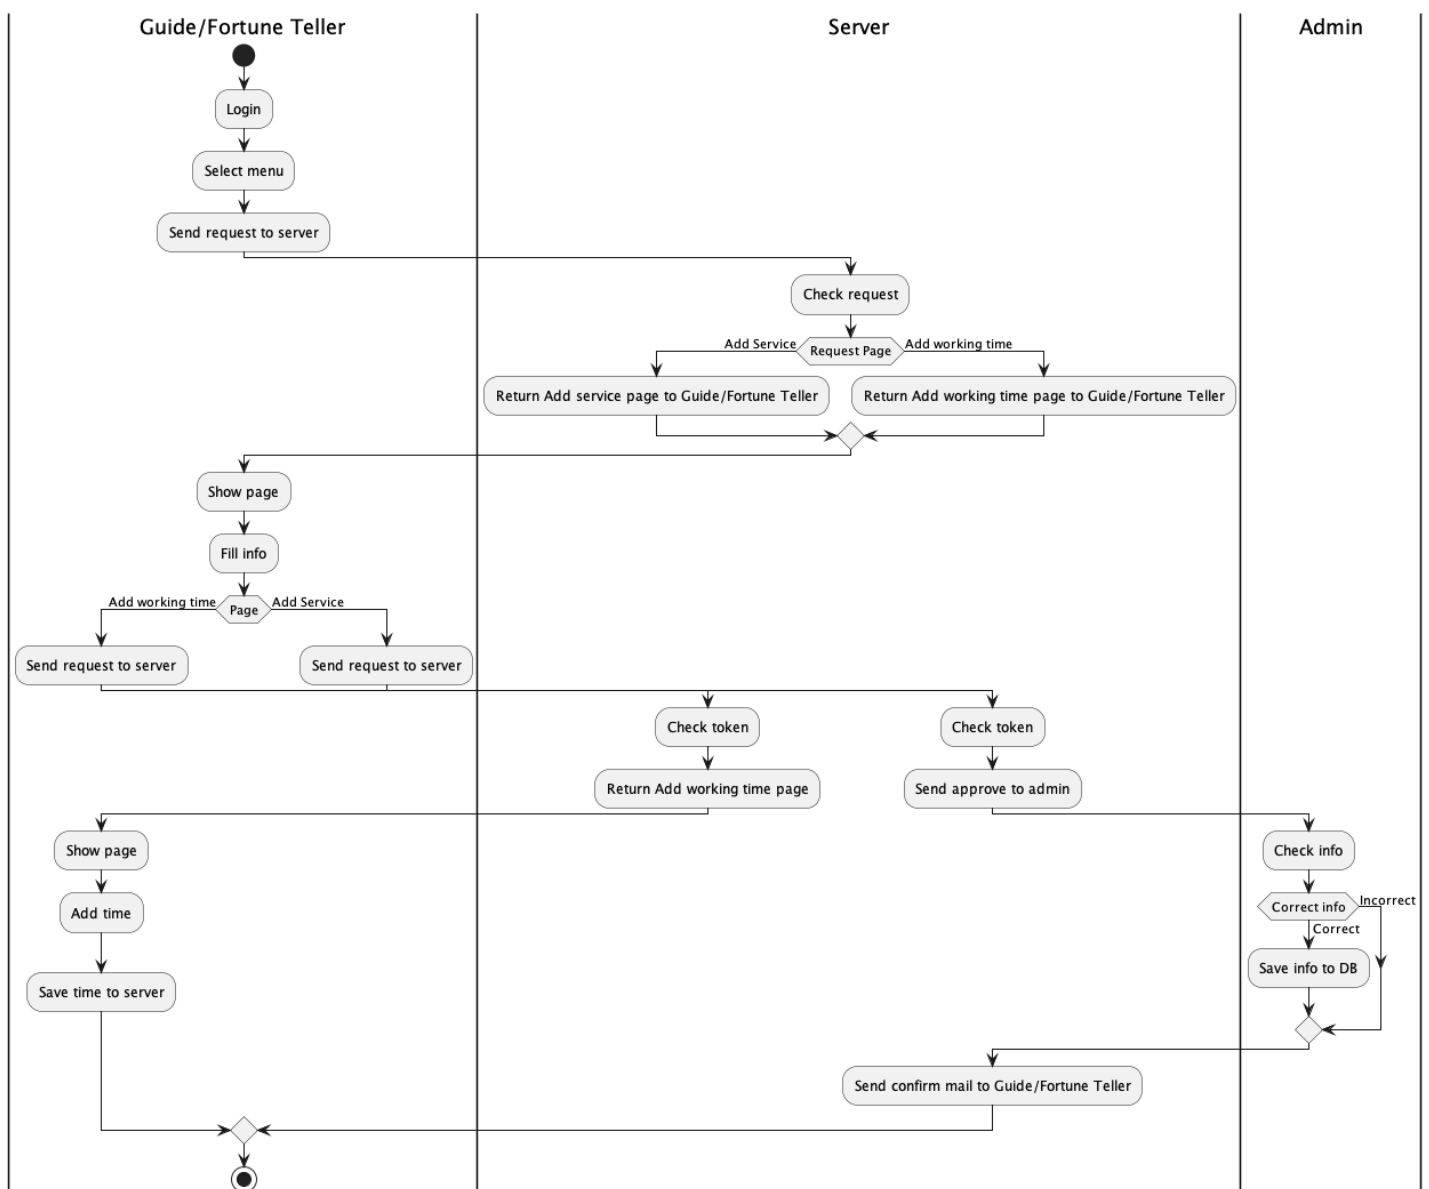 Guide/Fortune Teller
Server
Admin
Login
Select menu
Send request to server
Check request
Add Service
Request Page
Add working time
Return Add service page to Guide/Fortune Teller
Return Add working time page to Guide/Fortune Teller
Show page
Fill info
Add working time
Page
Add Service
Send request to server
Send request to server
Check token
Check token
Return Add working time page
Send approve to admin
Show page
Check info
Add time
Correct info
Incorrect
Correct
Save info to DB
Save time to server
Send confirm mail to Guide/Fortune Teller